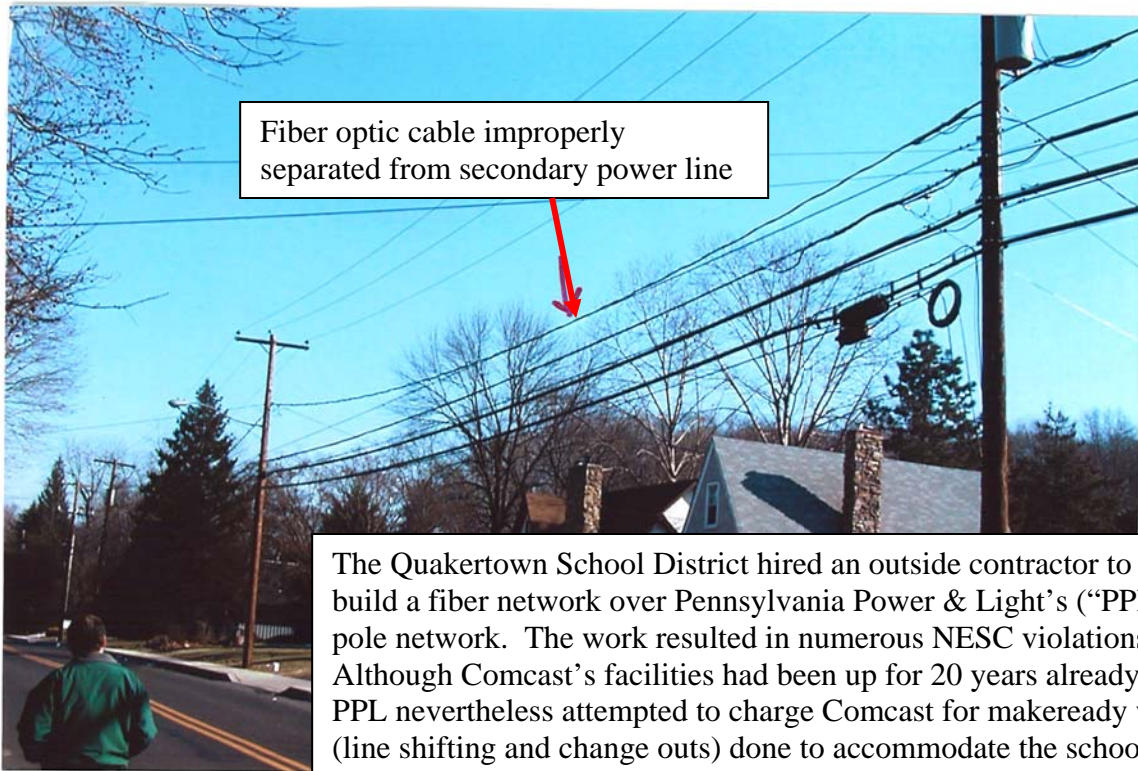 Fiber optic cable improperly
separated from secondary power line
The Quakertown School District hired an outside contractor to
build a fiber network over Pennsylvania Power & Light's (“PPL
pole network.  The work resulted in numerous NESC violations
Although Comcast's facilities had been up for 20 years already
PPL nevertheless attempted to charge Comcast for makeready
(line shifting and change outs) done to accommodate the school